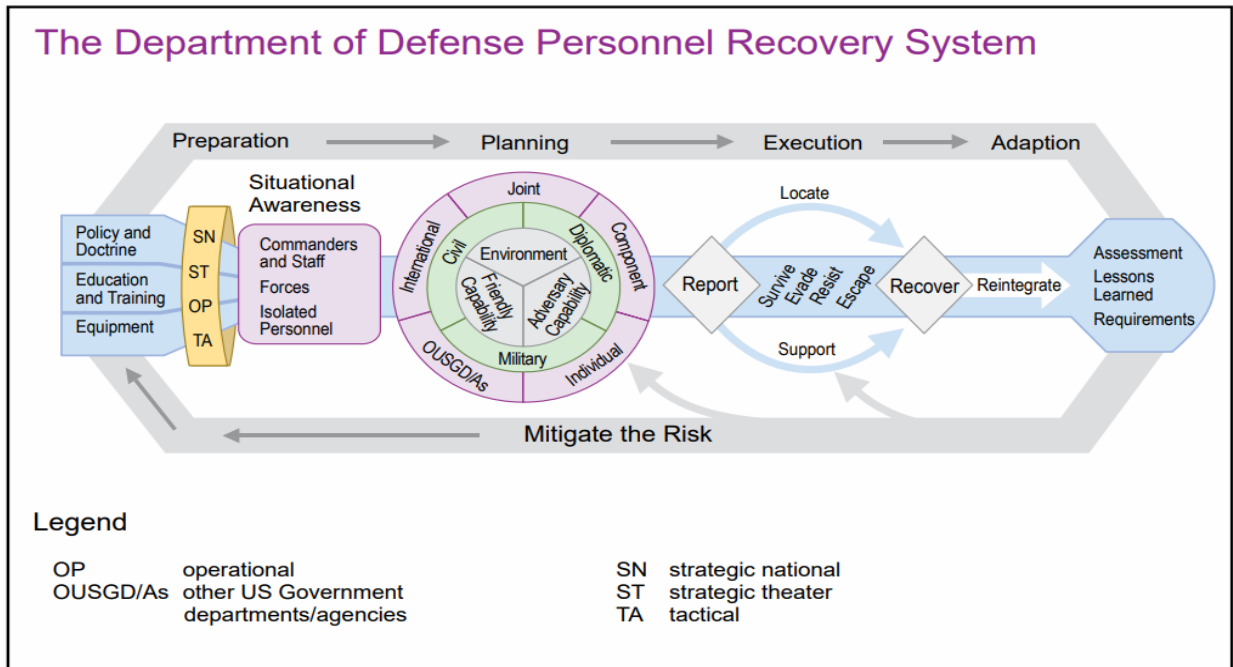 The Department of Defense Personnel Recovery System
Preparation
Planning
Execution
Adaption
Situational
Awareness
Policy and
Doctrine
Education
and Training
Equipment
SN
ST
OP
TA
Commanders
and Staff
Forces
Isolated
Personnel
Joint
International
Component
OUSGD/As
Individual
Civil
Diplomatic
Military
Environment
Friendly
Capability
Adversary
Capability
Report
Locate
Survive
Evade
Resist
Escape
Support
Recover
Reintegrate
Assessment
Lessons
Learned
Requirements
Mitigate the Risk
Legend
OP operational
OUSGD/As other US Government
departments/agencies
SN strategic national
ST strategic theater
TA tactical